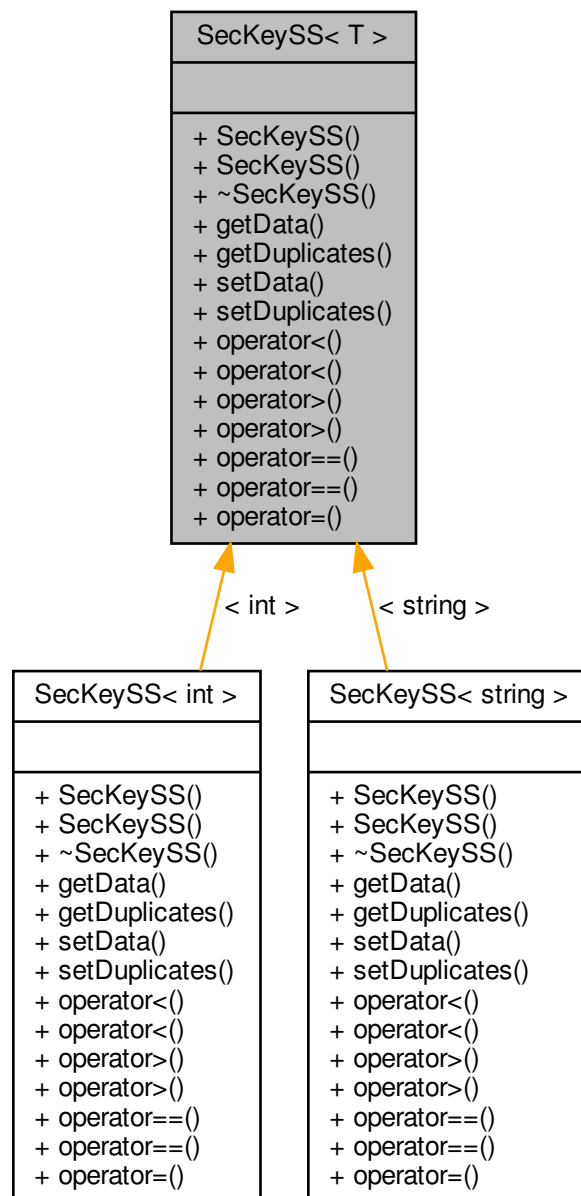 SecKeySS< T >
+ SecKeySS()
+ SecKeySS()
+ ~SecKeySS()
+ getData()
+ getDuplicates()
+ setData()
+ setDuplicates()
+ operator<()
+ operator<()
+ operator>()
+ operator>()
+ operator==()
+ operator==()
+ operator=()
< int >
< string >
SecKeySS< int >
+ SecKeySS()
+ SecKeySS()
+ ~SecKeySS()
+ getData()
+ getDuplicates()
+ setData()
+ setDuplicates()
+ operator<()
+ operator<()
+ operator>()
+ operator>()
+ operator==()
+ operator==()
+ operator=()
SecKeySS< string >
+ SecKeySS()
+ SecKeySS()
+ ~SecKeySS()
+ getData()
+ getDuplicates()
+ setData()
+ setDuplicates()
+ operator<()
+ operator<()
+ operator>()
+ operator>()
+ operator==()
+ operator==()
+ operator=()